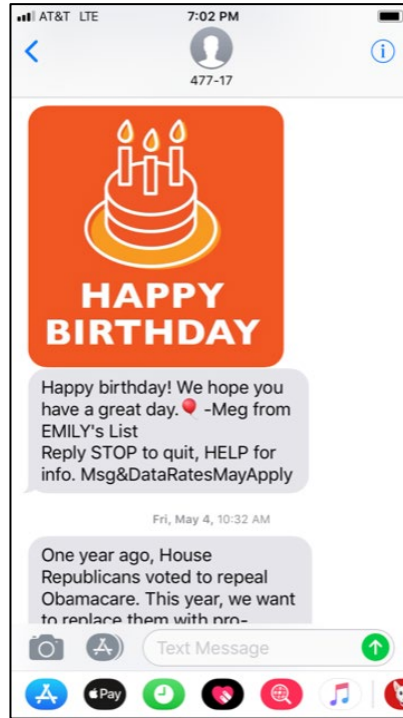 AT&T LTE 7:02 PM
477-17
HAPPY
BIRTHDAY
Happy birthday! We hope you
have a great day.🎈 -Meg from
EMILY's List
Reply STOP to quit, HELP for
info. Msg&DataRatesMayApply
Fri, May 4, 10:32 AM
One year ago, House
Republicans voted to repeal
Obamacare. This year, we want
to replace them with pro-
Text Message
Pay